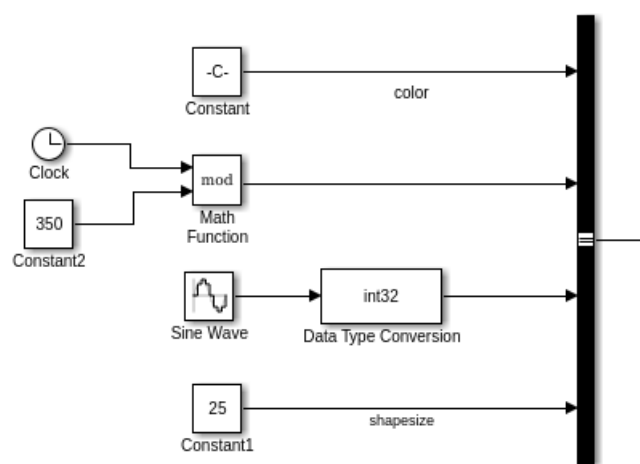 -C-
Constant
color
Clock
mod
Math
Function
350
Constant2
Sine Wave
int32
Data Type Conversion
25
Constant1
shapesize